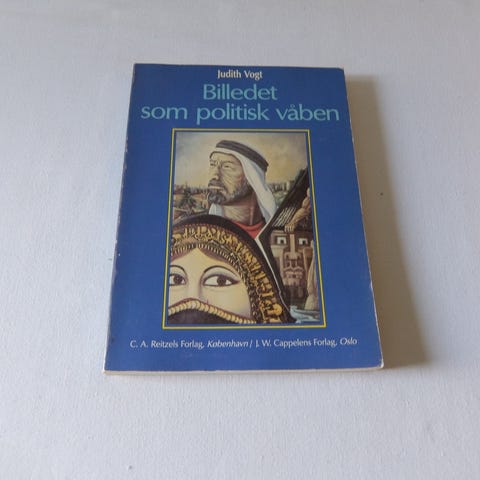 Judith Vogt
Billedet
som politisk våben
C. A. Reitzels Forlag, København / J. W. Cappelens Forlag, Oslo